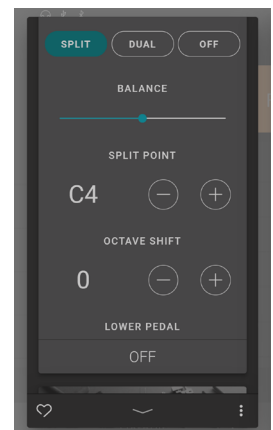 SPLIT DUAL OFF
BALANCE
SPLIT POINT
C4
OCTAVE SHIFT
0
LOWER PEDAL
OFF